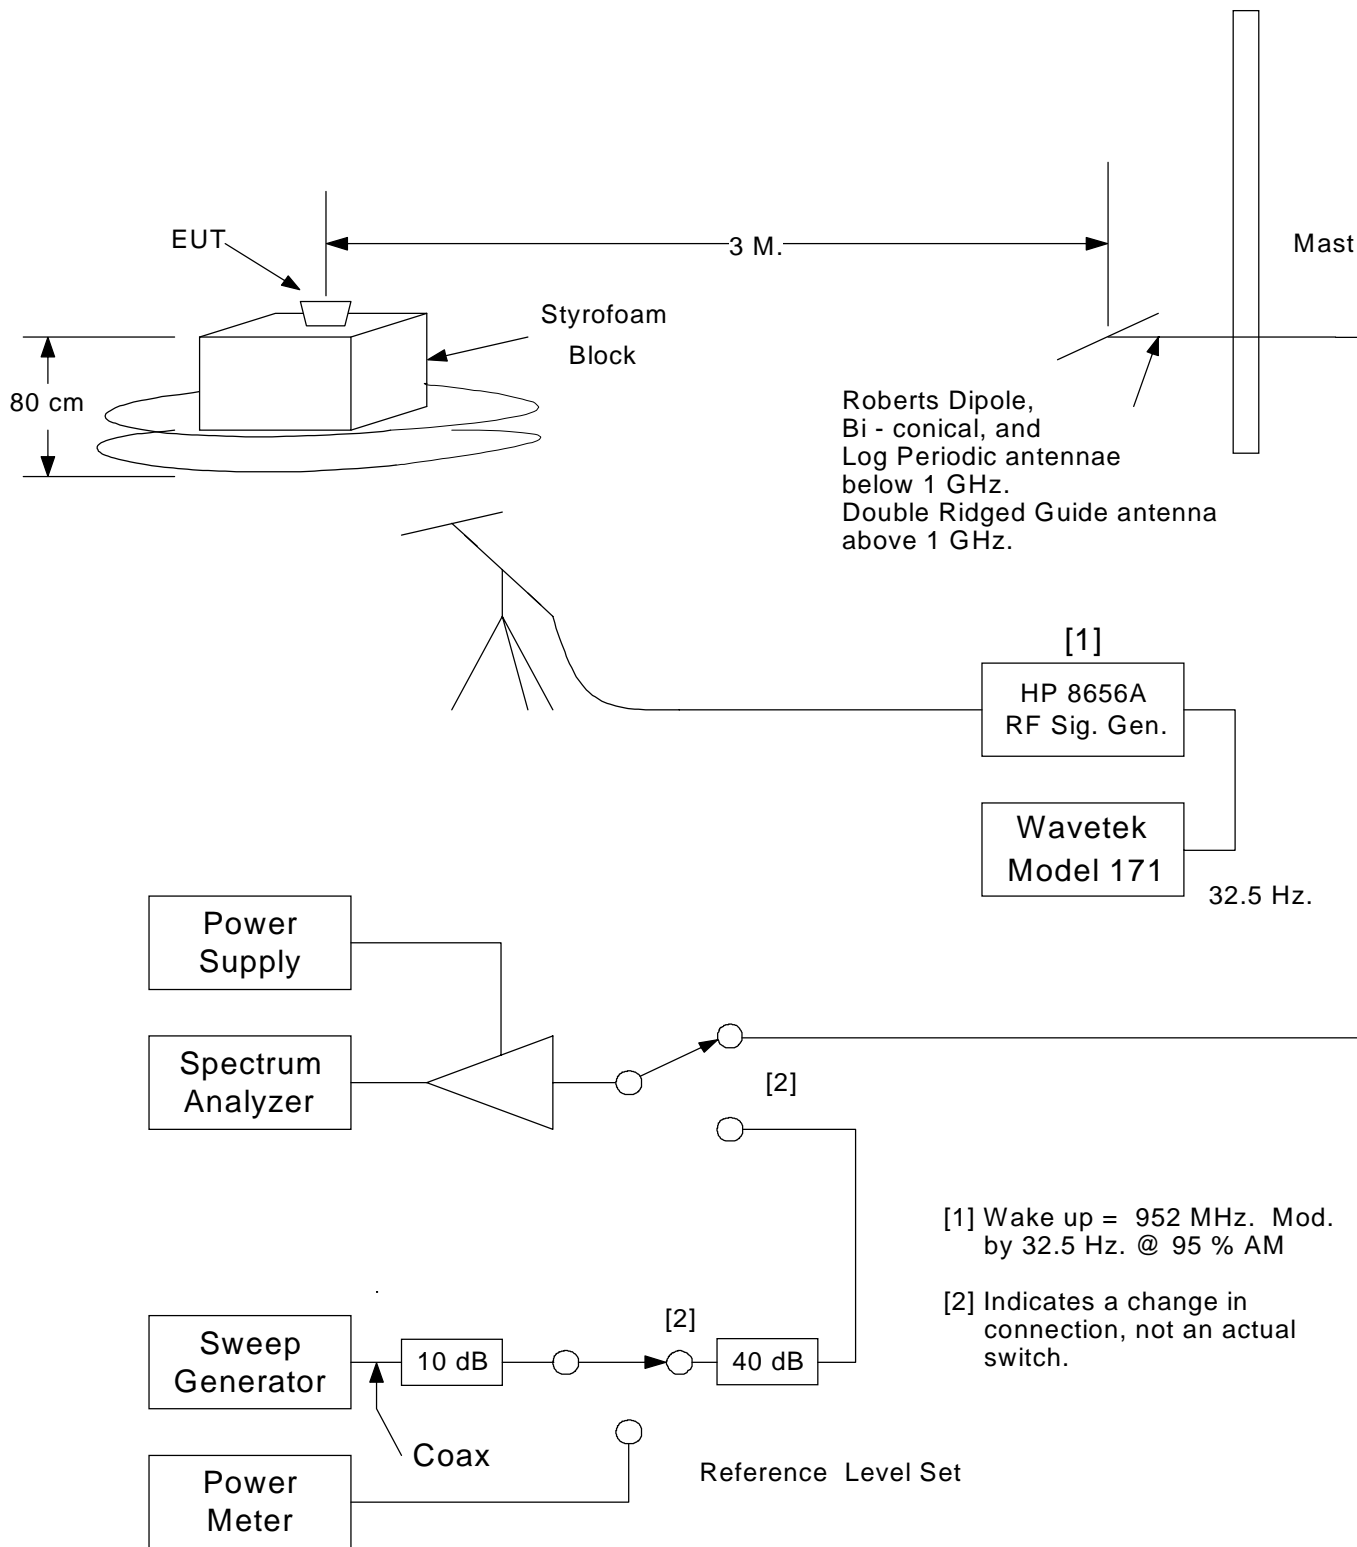 EUT
3 M.
Mast
Styrofoam
Block
80 cm
Roberts Dipole,
Bi - conical, and
Log Periodic antennae
below 1 GHz.
Double Ridged Guide antenna
above 1 GHz.
[1]
HP 8656A
RF Sig. Gen.
Wavetek
Model 171
32.5 Hz.
Power
Supply
Spectrum
Analyzer
[2]
[1] Wake up = 952 MHz. Mod.
by 32.5 Hz. @ 95 % AM
[2] Indicates a change in
connection, not an actual
switch.
[2]
Sweep
Generator
10 dB
40 dB
Coax
Power
Meter
Reference Level Set